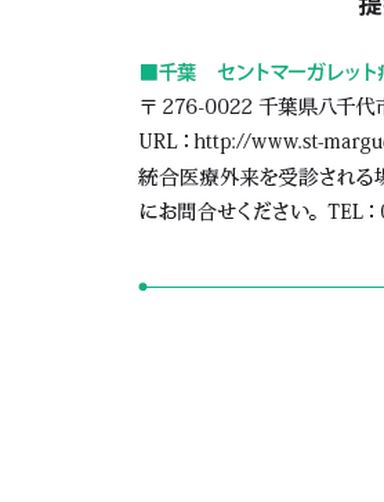 提
■千葉　セントマーガレット
〒 276-0022 千葉県八千代市
URL：http://www.st-margu
統合医療外来を受診される場
にお問合せください。TEL：0